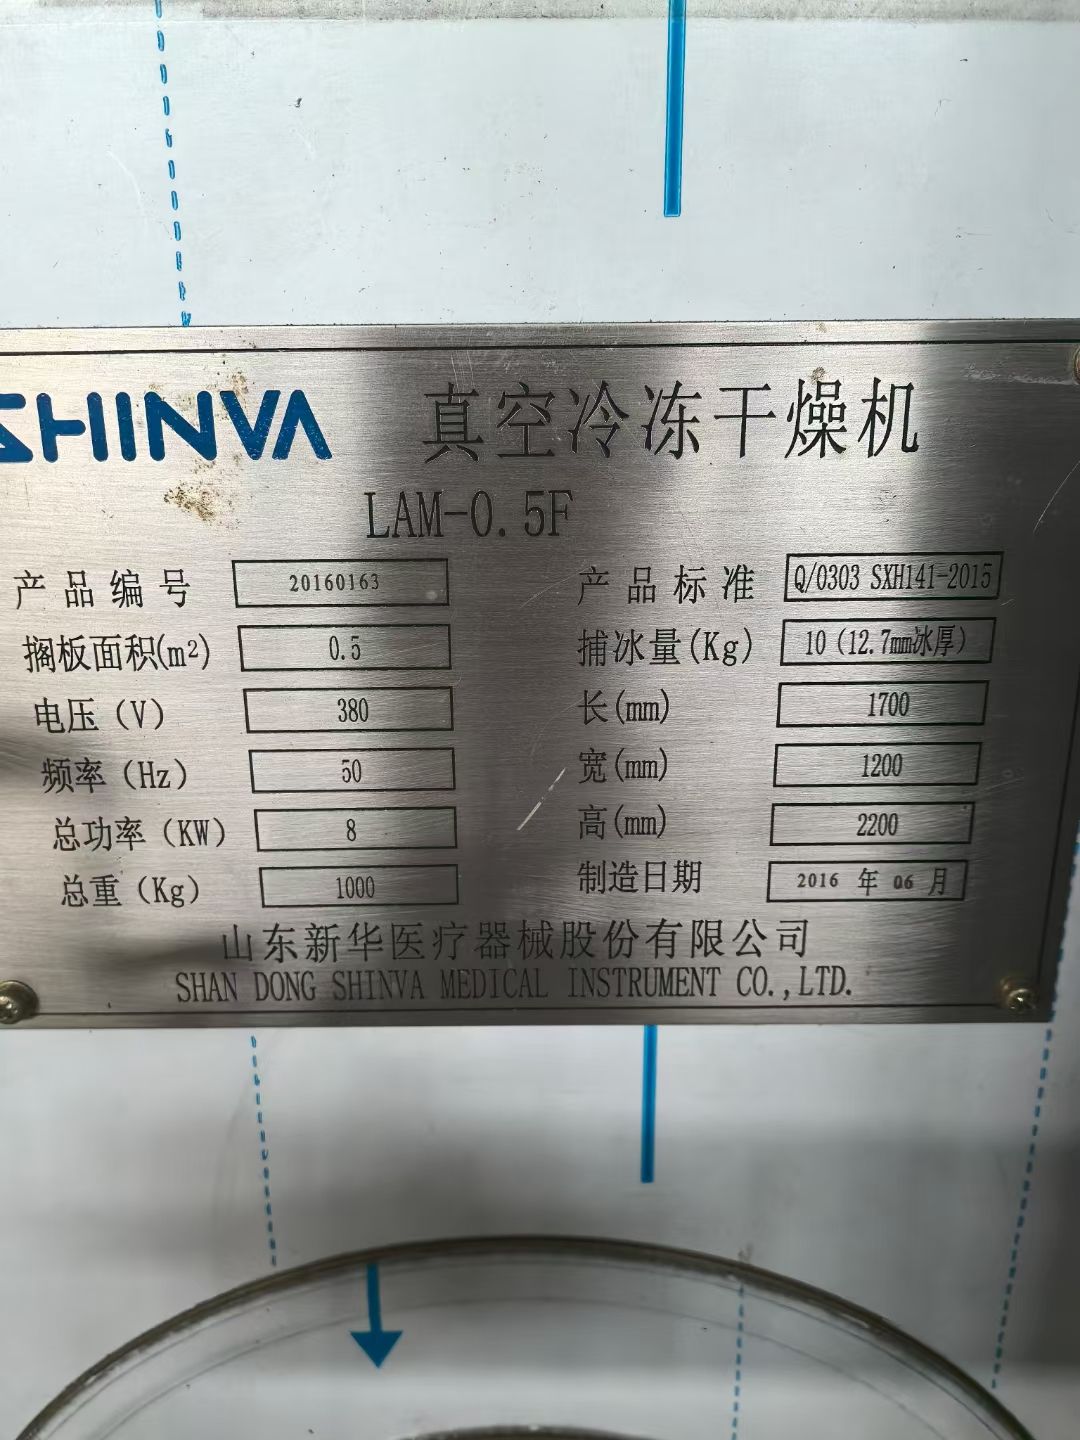 SHINVA 真空冷冻干燥机
LAM-0.5F
产品编号 20160163 产品标准 Q/0303 SXH141-2015
搁板面积(m²) 0.5 捕冰量(Kg) 10（12.7mm冰厚）
电压（V） 380 长(mm) 1700
频率（Hz） 50 宽(mm) 1200
总功率（KW） 8 高(mm) 2200
总重（Kg） 1000 制造日期 2016 年 06 月
山东新华医疗器械股份有限公司
SHAN DONG SHINVA MEDICAL INSTRUMENT CO.,LTD.